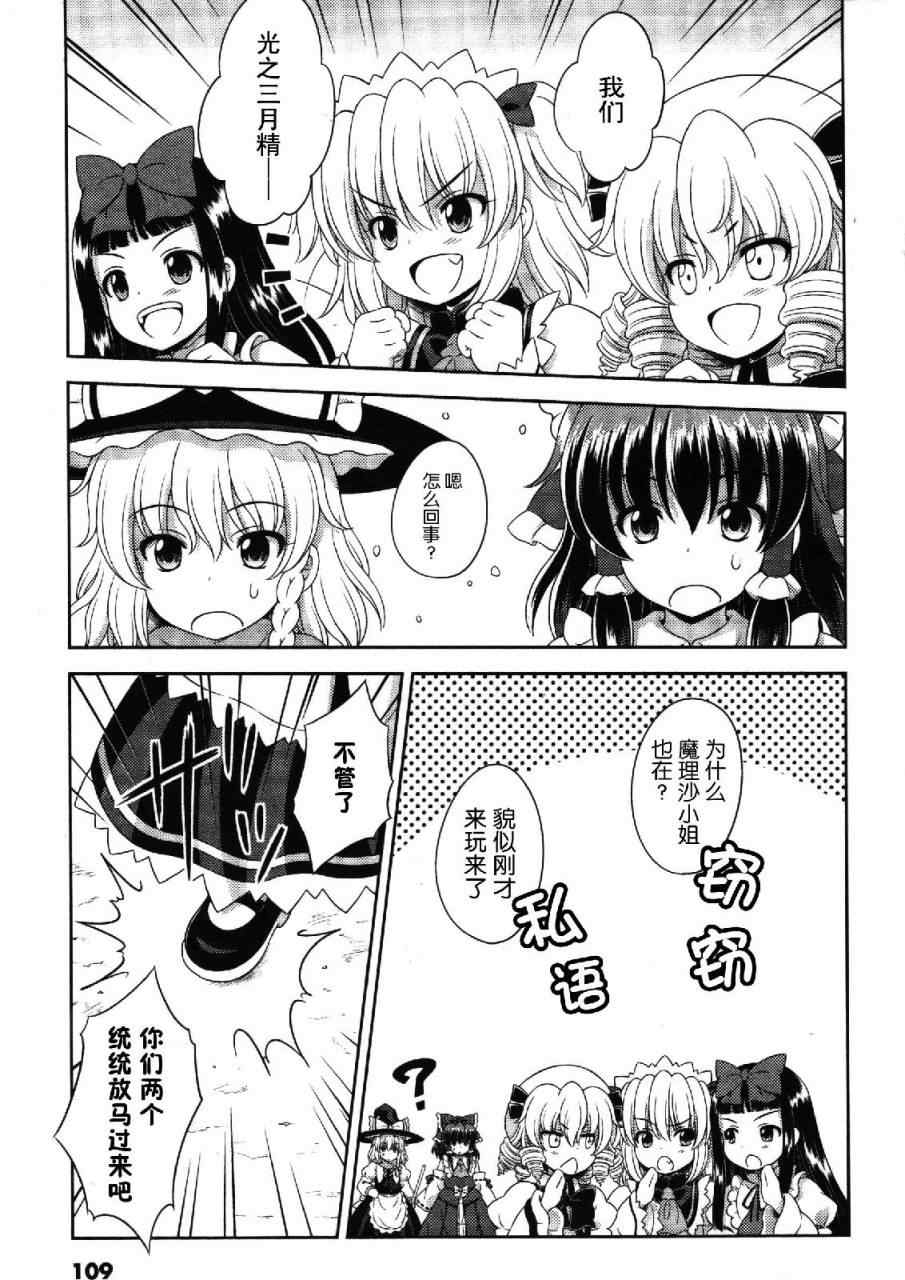 我们
光之三月精——
嗯
怎么回事？
为什么
魔理沙小姐
也在？
貌似刚才
来玩来了
窃
窃
私
语
？
不管了
你们两个
统统放马过来吧
109